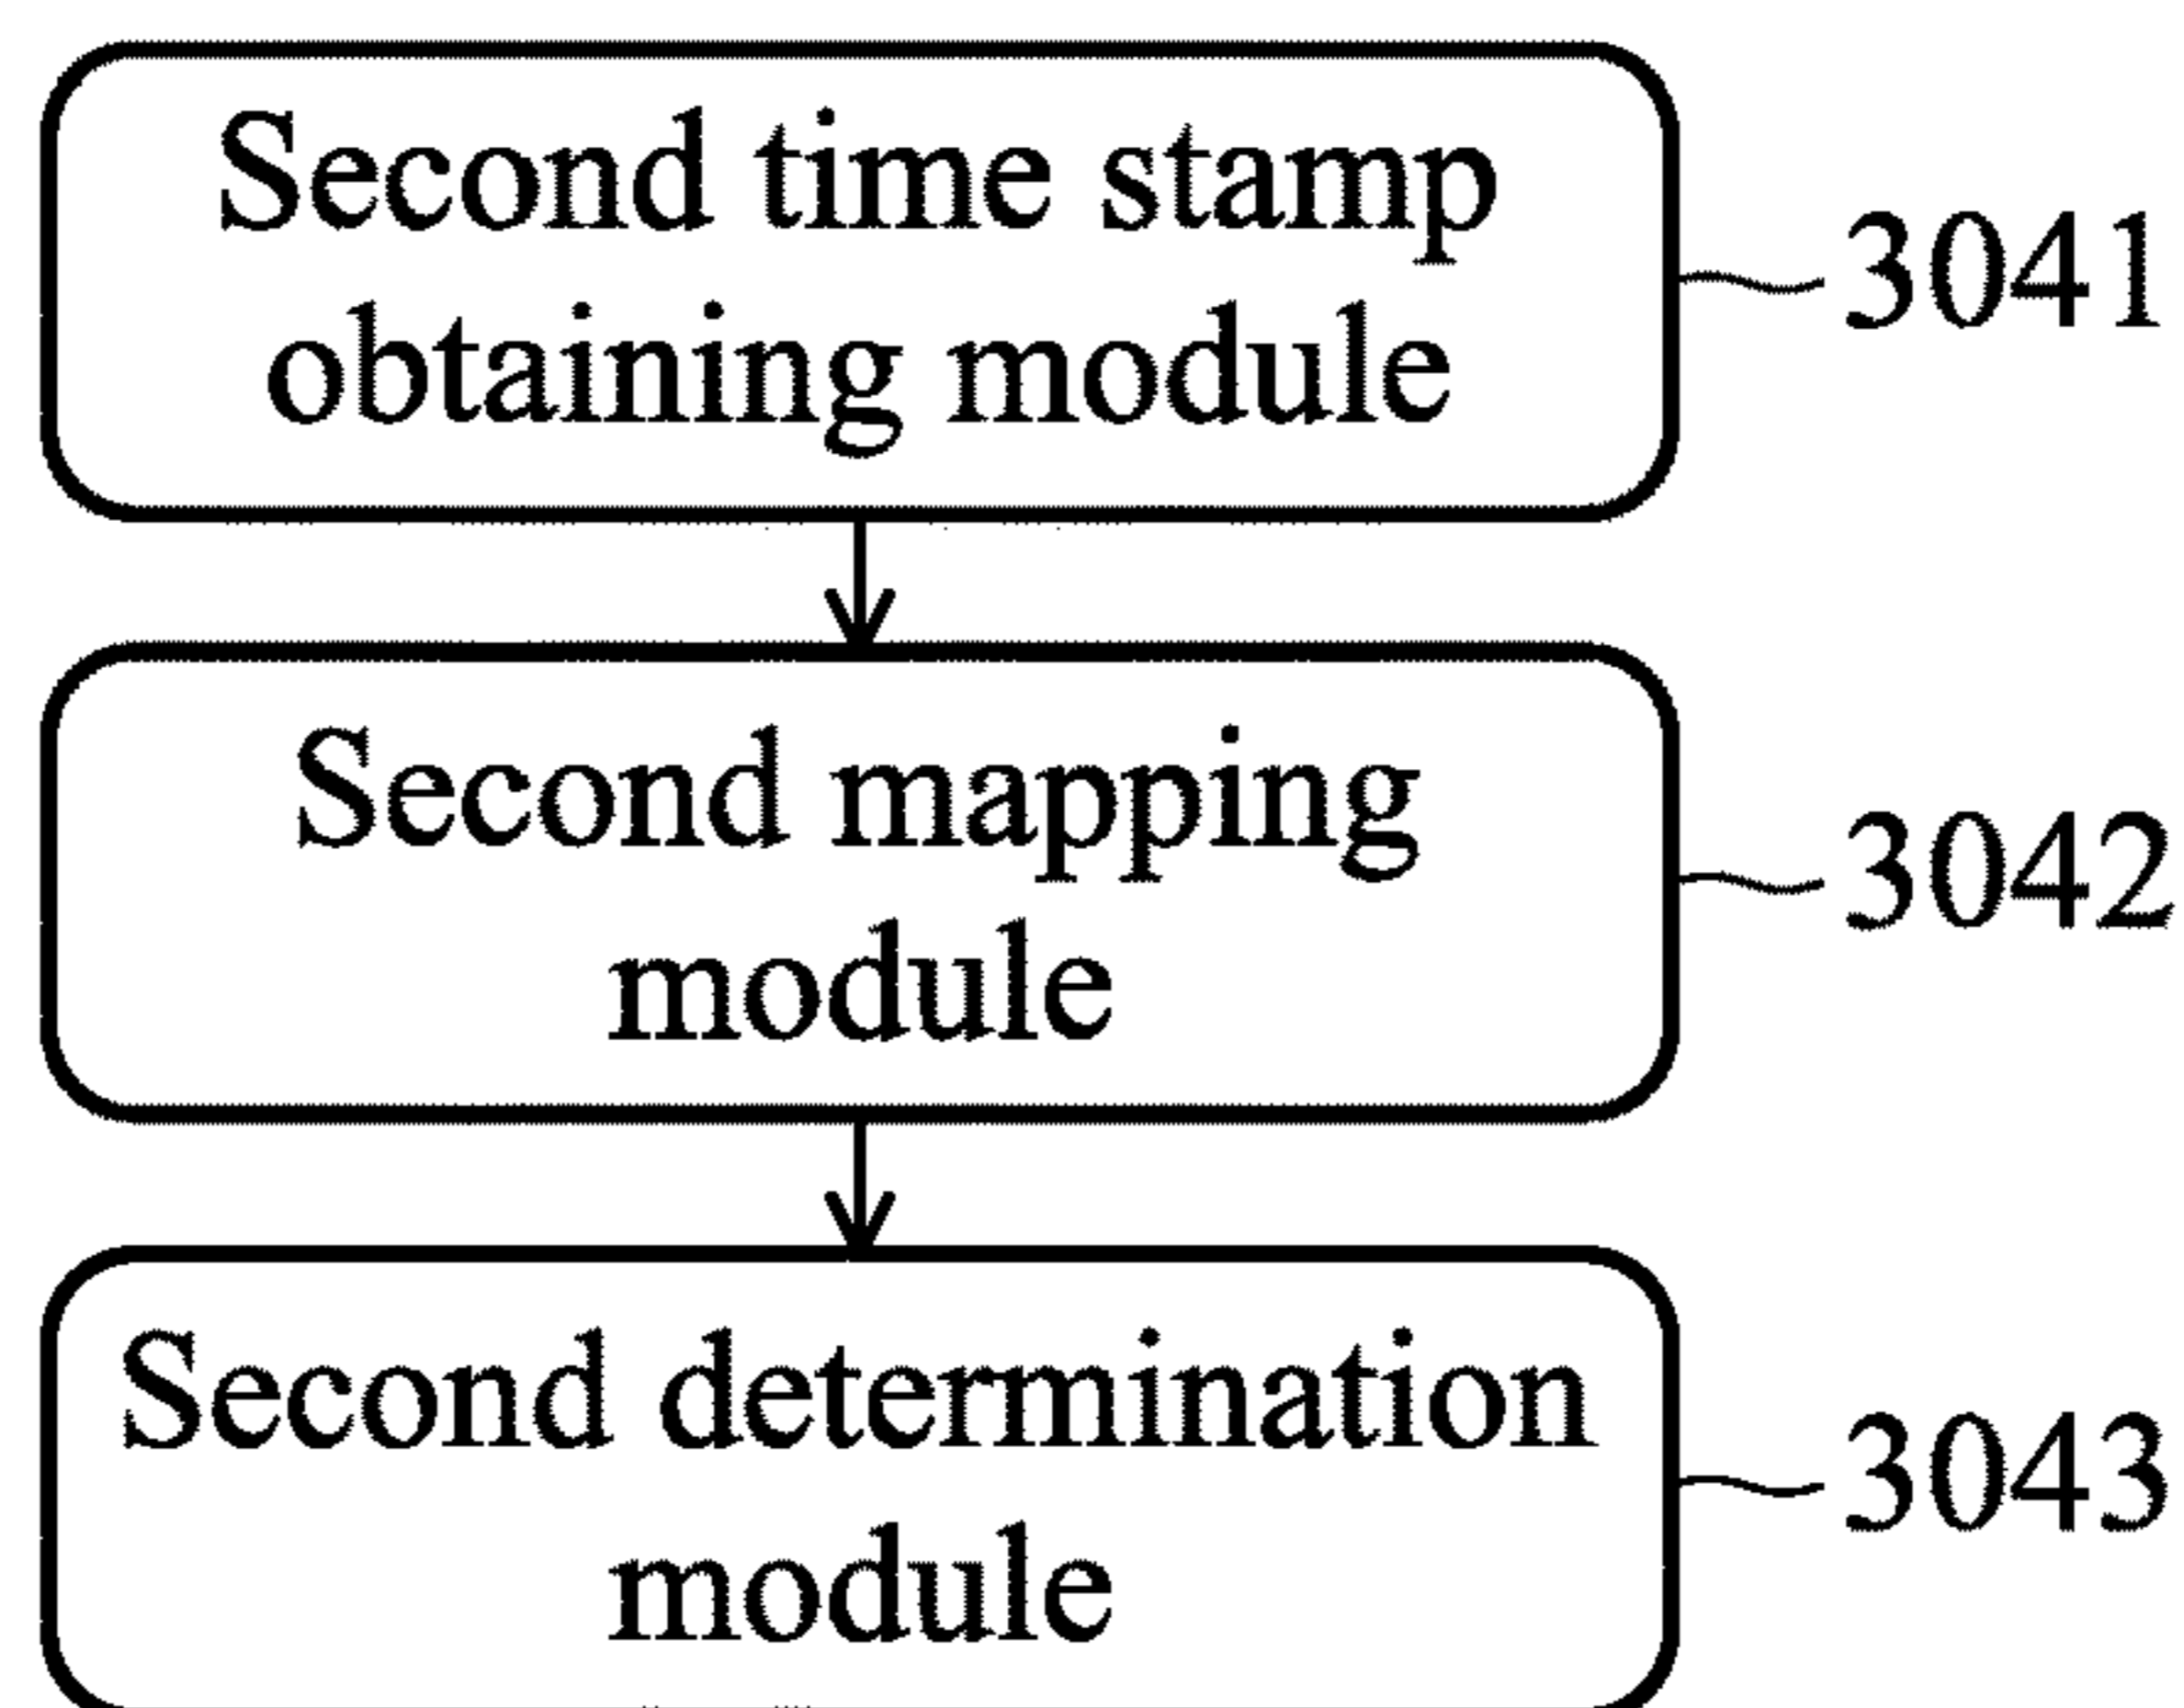 Second time stamp
obtaining module
3041
Second mapping
module
3042
Second determination
module
3043